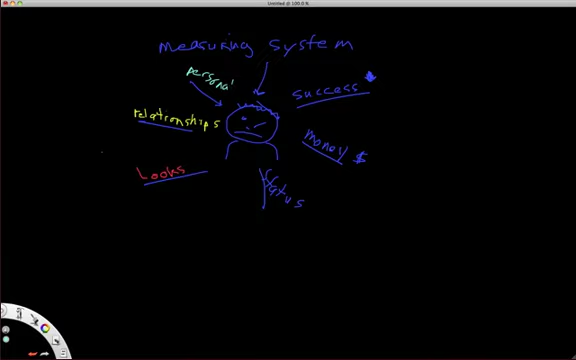 Untitled @ 100.0 %
measuring system
personal
success
relationships
money $
Looks
status